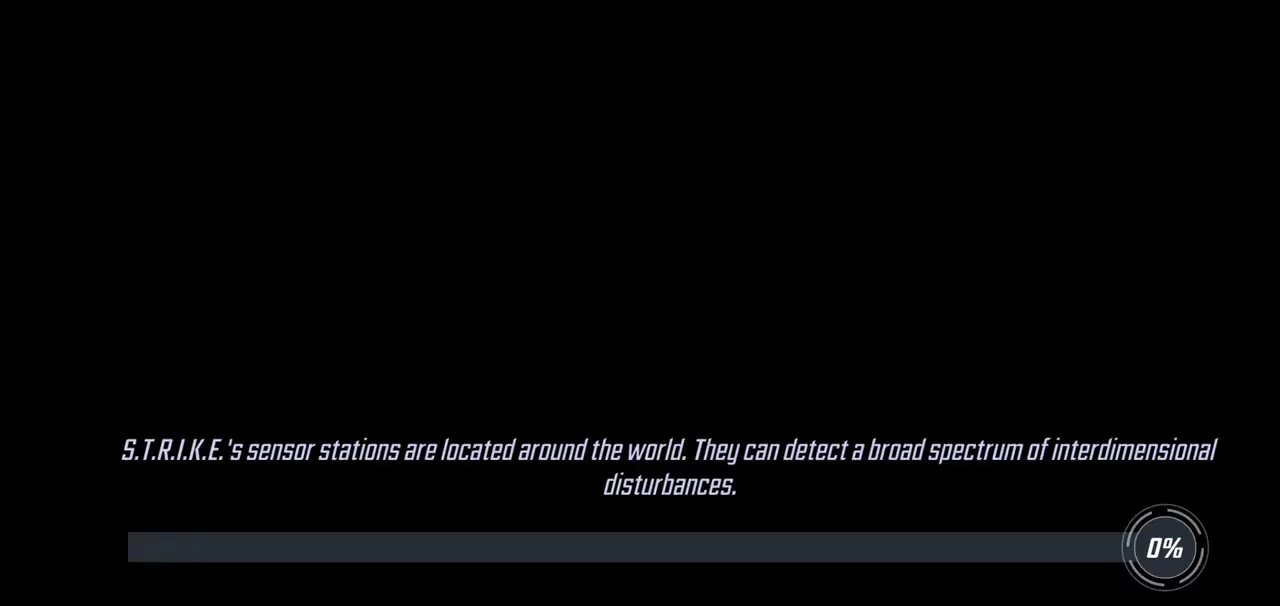 S.T.R.I.K.E.'s sensor stations are located around the world. They can detect a broad spectrum of interdimensional
disturbances.
0%